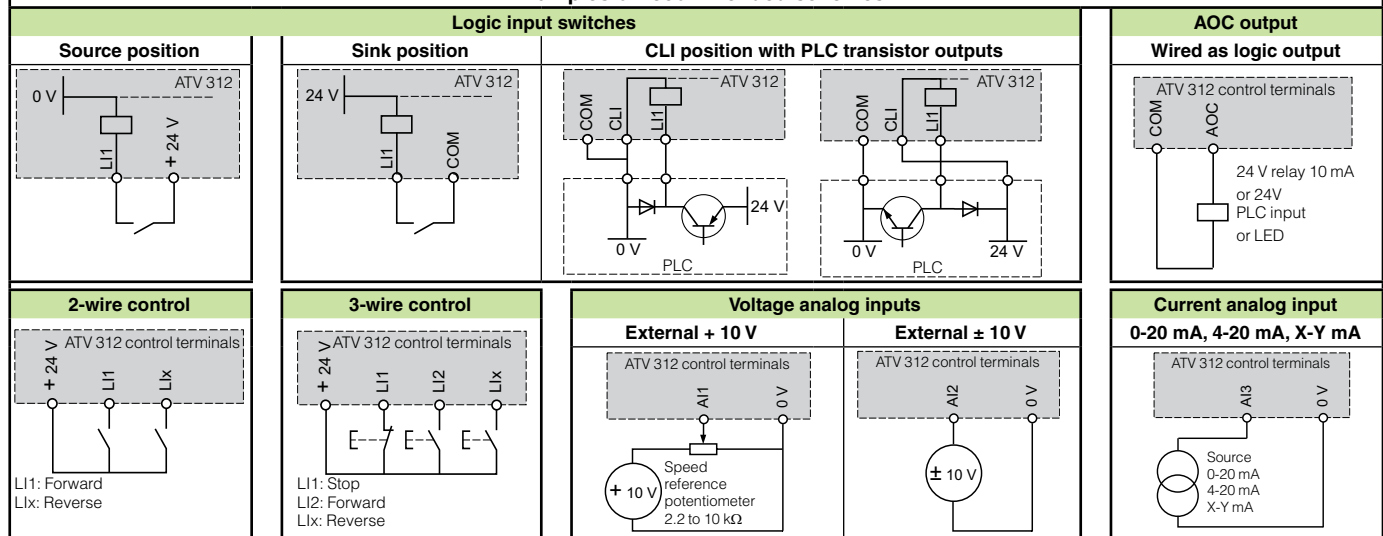 Logic input switches
Source position
ATV 312
0 V
LI1
+ 24 V
Sink position
ATV 312
24 V
LI1
COM
CLI position with PLC transistor outputs
ATV 312
COM
CLI
LI1
24 V
0 V
PLC
ATV 312
COM
CLI
LI1
0 V
24 V
PLC
AOC output
Wired as logic output
ATV 312 control terminals
COM
AOC
24 V relay 10 mA
or 24V
PLC input
or LED
2-wire control
ATV 312 control terminals
+ 24 V
LI1
LIx
LI1: Forward
LIx: Reverse
3-wire control
ATV 312 control terminals
+ 24 V
LI1
LI2
LIx
LI1: Stop
LI2: Forward
LIx: Reverse
Voltage analog inputs
External + 10 V
ATV 312 control terminals
AI1
0 V
+ 10 V
Speed
reference
potentiometer
2.2 to 10 kΩ
External ± 10 V
ATV 312 control terminals
AI2
0 V
± 10 V
Current analog input
0-20 mA, 4-20 mA, X-Y mA
ATV 312 control terminals
AI3
0 V
Source
0-20 mA
4-20 mA
X-Y mA